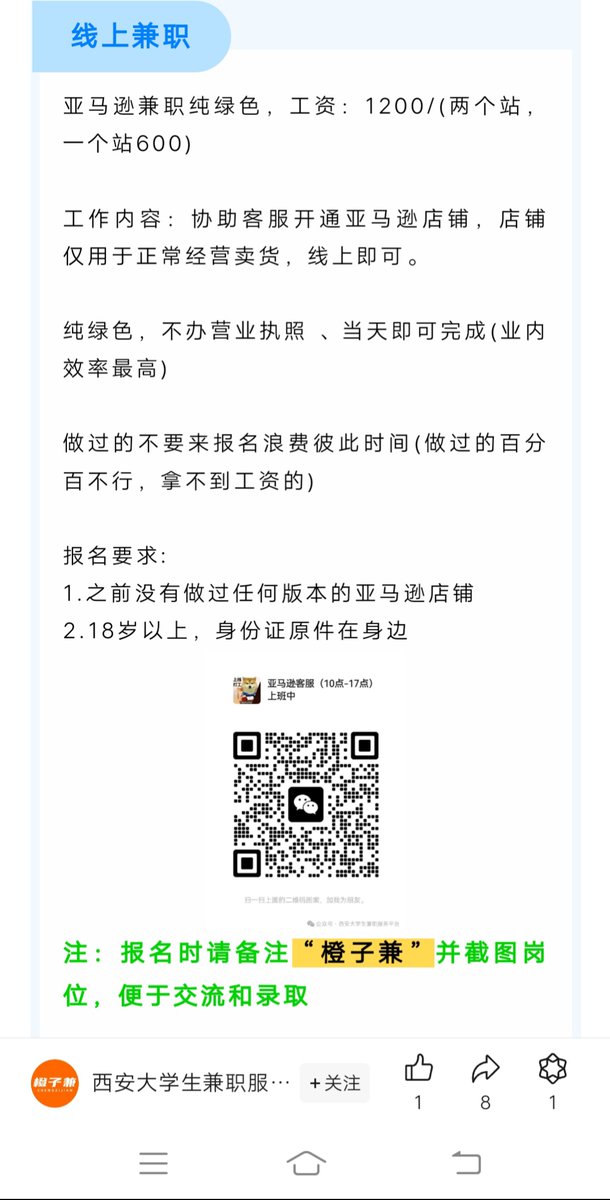 线上兼职
亚马逊兼职纯绿色，工资：1200/(两个站，
一个站600)
工作内容：协助客服开通亚马逊店铺，店铺
仅用于正常经营卖货，线上即可。
纯绿色，不办营业执照 、当天即可完成(业内
效率最高)
做过的不要来报名浪费彼此时间(做过的百分
百不行，拿不到工资的)
报名要求:
1.之前没有做过任何版本的亚马逊店铺
2.18岁以上，身份证原件在身边
亚马逊客服（10点-17点）
上班中
扫一扫上面的二维码图案，加我为朋友。
公众号 · 西安大学生兼职服务平台
注：报名时请备注“橙子兼”并截图岗
位，便于交流和录取
橙子兼
西安大学生兼职服…
+关注
1
8
1